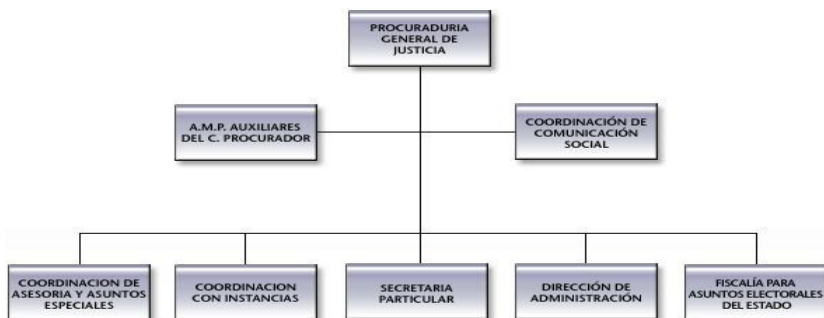 PROCURADURIA
GENERAL DE
JUSTICIA
A.M.P. AUXILIARES
DEL C. PROCURADOR
COORDINACIÓN DE
COMUNICACIÓN
SOCIAL
COORDINACION DE
ASESORIA Y ASUNTOS
ESPECIALES
COORDINACION
CON INSTANCIAS
SECRETARIA
PARTICULAR
DIRECCIÓN DE
ADMINISTRACIÓN
FISCALÍA PARA
ASUNTOS ELECTORALES
DEL ESTADO